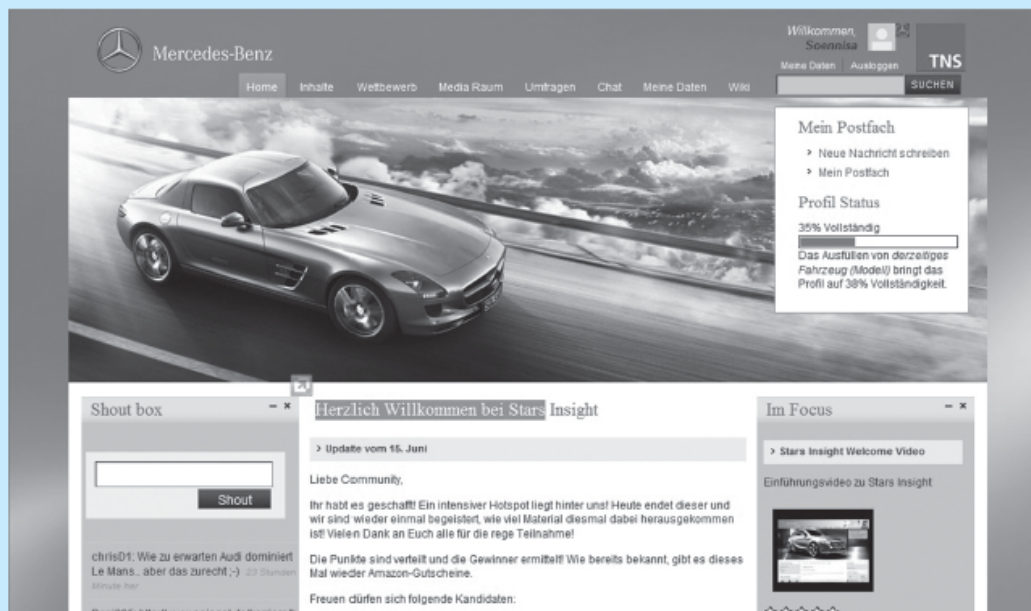 Mercedes-Benz
Willkommen,
Soennisa
Meine Daten
Ausloggen
TNS
Home
Inhalte
Wettbewerb
Media Raum
Umfragen
Chat
Meine Daten
Wiki
SUCHEN
Mein Postfach
> Neue Nachricht schreiben
> Mein Postfach
Profil Status
35% Vollständig
Das Ausfüllen von derzeitiges
Fahrzeug (Modell) bringt das
Profil auf 38% Vollständigkeit.
Shout box
Shout
chris01: Wie zu erwarten Audi dominiert
Le Mans.. aber das zurecht ;-) 23 Stunden
Minute her
Herzlich Willkommen bei Stars Insight
> Update vom 15. Juni
Liebe Community,
Ihr habt es geschafft! Ein intensiver Hotspot liegt hinter uns! Heute endet dieser und
wir sind wieder einmal begeistert, wie viel Material diesmal dabei herausgekommen
ist! Vielen Dank an Euch alle für die rege Teilnahme!
Die Punkte sind verteilt und die Gewinner ermittelt! Wie bereits bekannt, gibt es dieses
Mal wieder Amazon-Gutscheine.
Freuen dürfen sich folgende Kandidaten:
Im Focus
> Stars Insight Welcome Video
Einführungsvideo zu Stars Insight